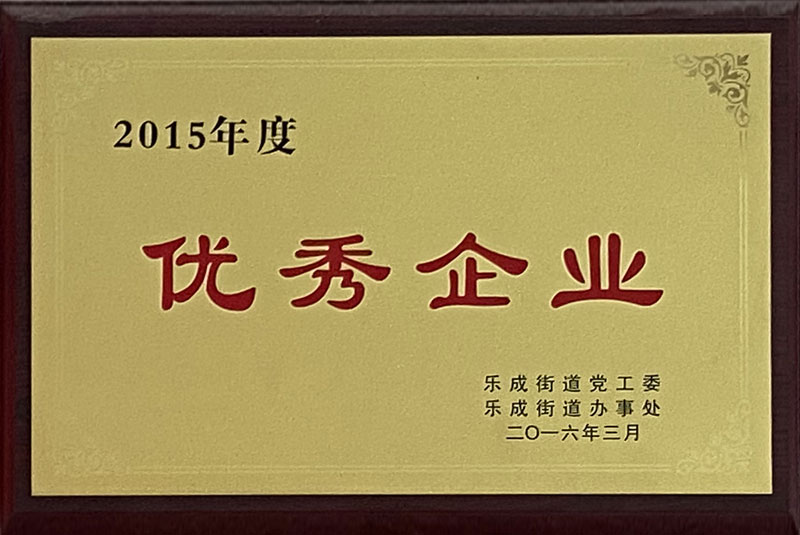 2015年度
优秀企业
乐成街道党工委
乐成街道办事处
二〇一六年三月